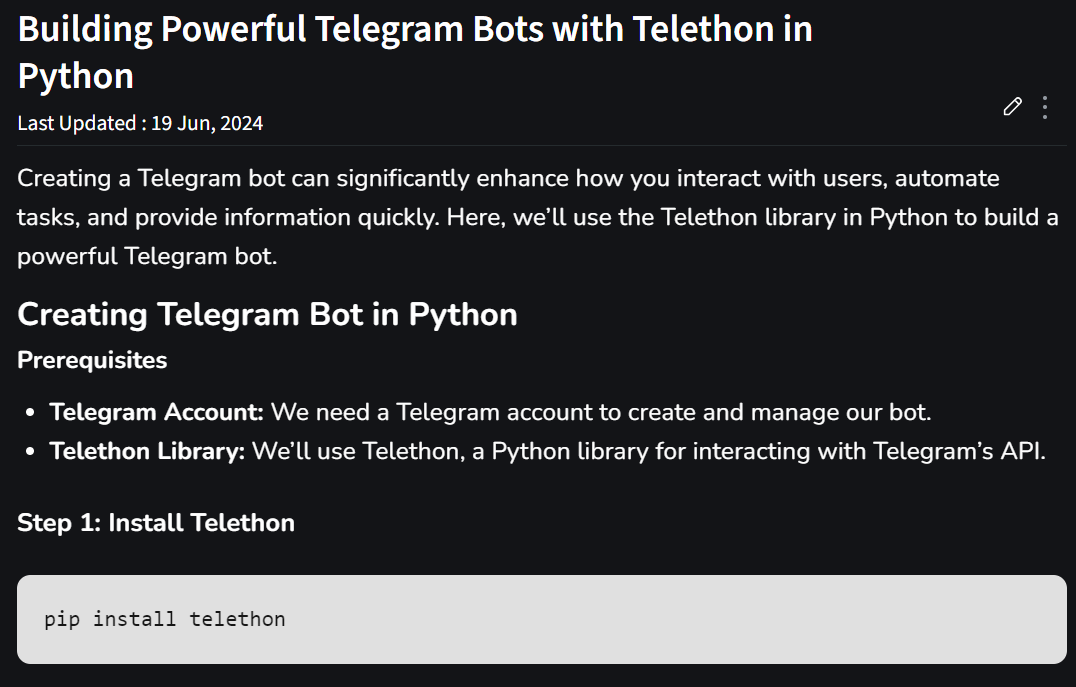 Building Powerful Telegram Bots with Telethon in
Python
Last Updated : 19 Jun, 2024
Creating a Telegram bot can significantly enhance how you interact with users, automate
tasks, and provide information quickly. Here, we’ll use the Telethon library in Python to build a
powerful Telegram bot.
Creating Telegram Bot in Python
Prerequisites
• Telegram Account: We need a Telegram account to create and manage our bot.
• Telethon Library: We’ll use Telethon, a Python library for interacting with Telegram’s API.
Step 1: Install Telethon
pip install telethon